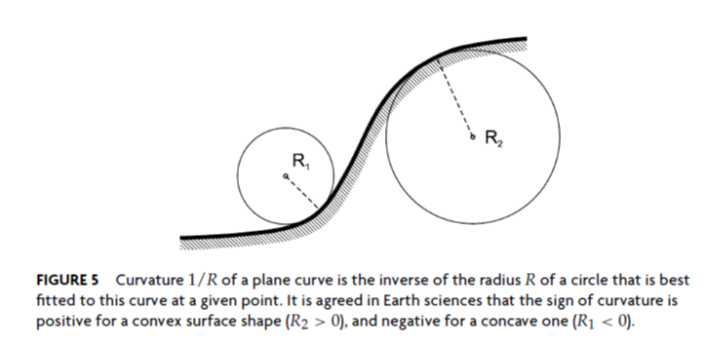 R₁
R₂
FIGURE 5 Curvature 1/R of a plane curve is the inverse of the radius R of a circle that is best
fitted to this curve at a given point. It is agreed in Earth sciences that the sign of curvature is
positive for a convex surface shape (R₂ > 0), and negative for a concave one (R₁ < 0).